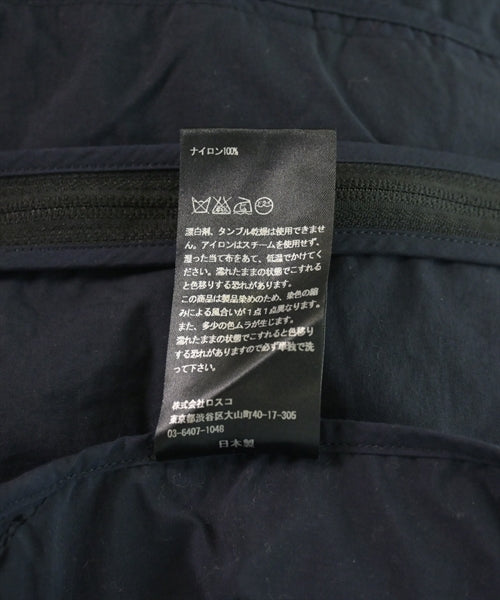 ナイロン100%
漂白剤、タンブル乾燥は使用できませ
ん。アイロンはスチームを使用せず、
湿った当て布をあて、低温でかけてく
ださい。濡れたままの状態でこすれる
と色移りする恐れがあります。
この商品は製品染めのため、染色の縮
みによる風合いが1点1点異なります。
また、多少の色ムラが生じます。
濡れたままの状態でこすれると色移り
する恐れがありますので必ず単独で洗
って下さい。
株式会社ロスコ
東京都渋谷区大山町40-17-305
03-6407-1046
日本製